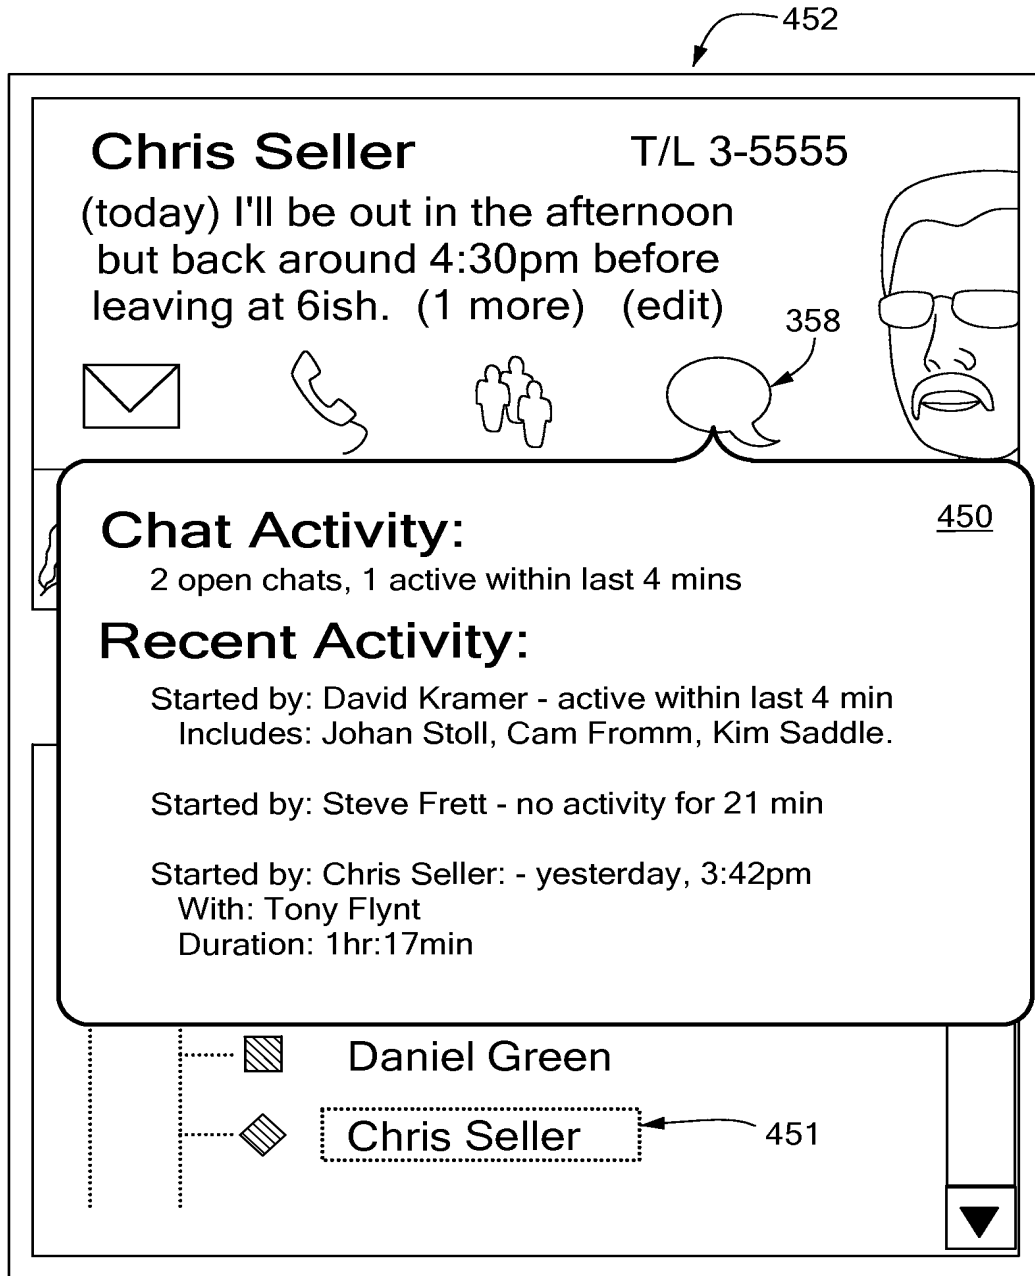 452
Chris Seller T/L 3-5555
(today) I'll be out in the afternoon
but back around 4:30pm before
leaving at 6ish. (1 more) (edit)
358
450
Chat Activity:
2 open chats, 1 active within last 4 mins
Recent Activity:
Started by: David Kramer - active within last 4 min
Includes: Johan Stoll, Cam Fromm, Kim Saddle.
Started by: Steve Frett - no activity for 21 min
Started by: Chris Seller: - yesterday, 3:42pm
With: Tony Flynt
Duration: 1hr:17min
Daniel Green
Chris Seller 451